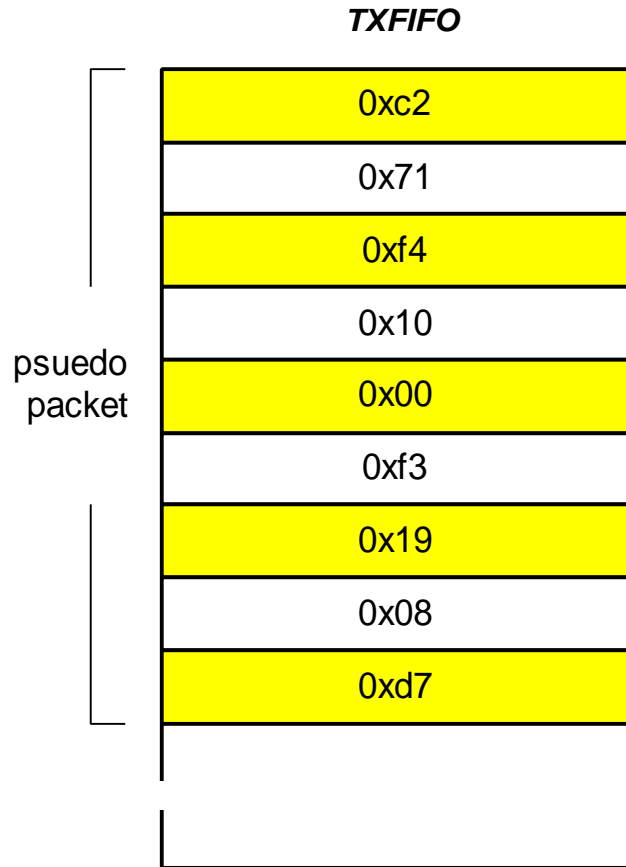 TXFIFO
0xc2
0x71
0xf4
0x10
psuedo
packet
0x00
0xf3
0x19
0x08
0xd7